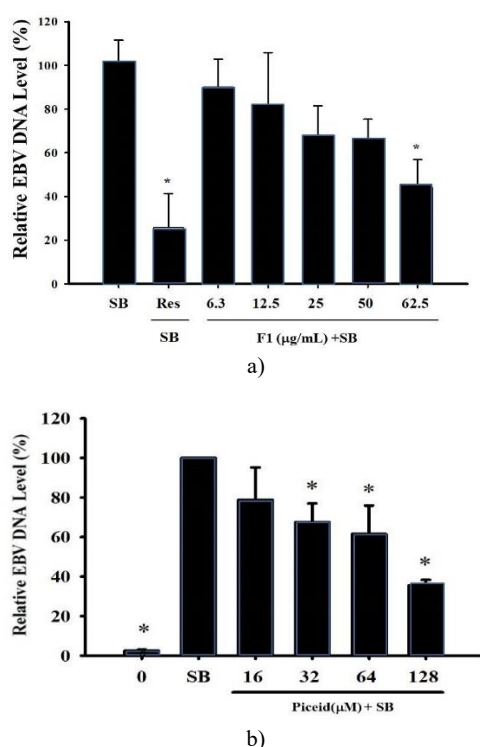 Relative EBV DNA Level (%)
120
100
80
60
40
20
0
*
*
SB Res 6.3 12.5 25 50 62.5
SB F1 (μg/mL) +SB
a)
Relative EBV DNA Level (%)
120
100
80
60
40
20
0
*
*
*
*
0 SB 16 32 64 128
Piceid(μM) + SB
b)